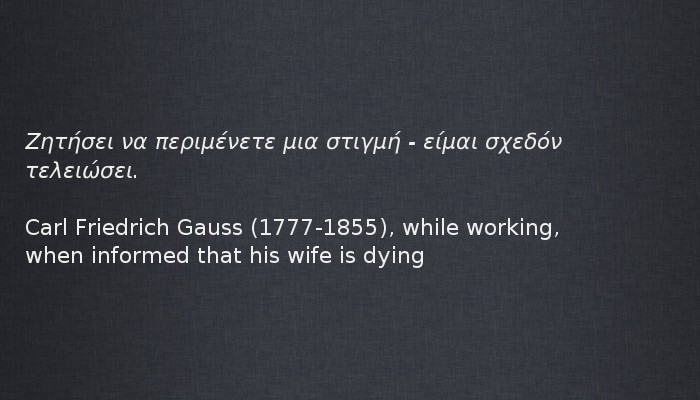 Ζητήσει να περιμένετε μια στιγμή - είμαι σχεδόν
τελειώσει.
Carl Friedrich Gauss (1777-1855), while working,
when informed that his wife is dying